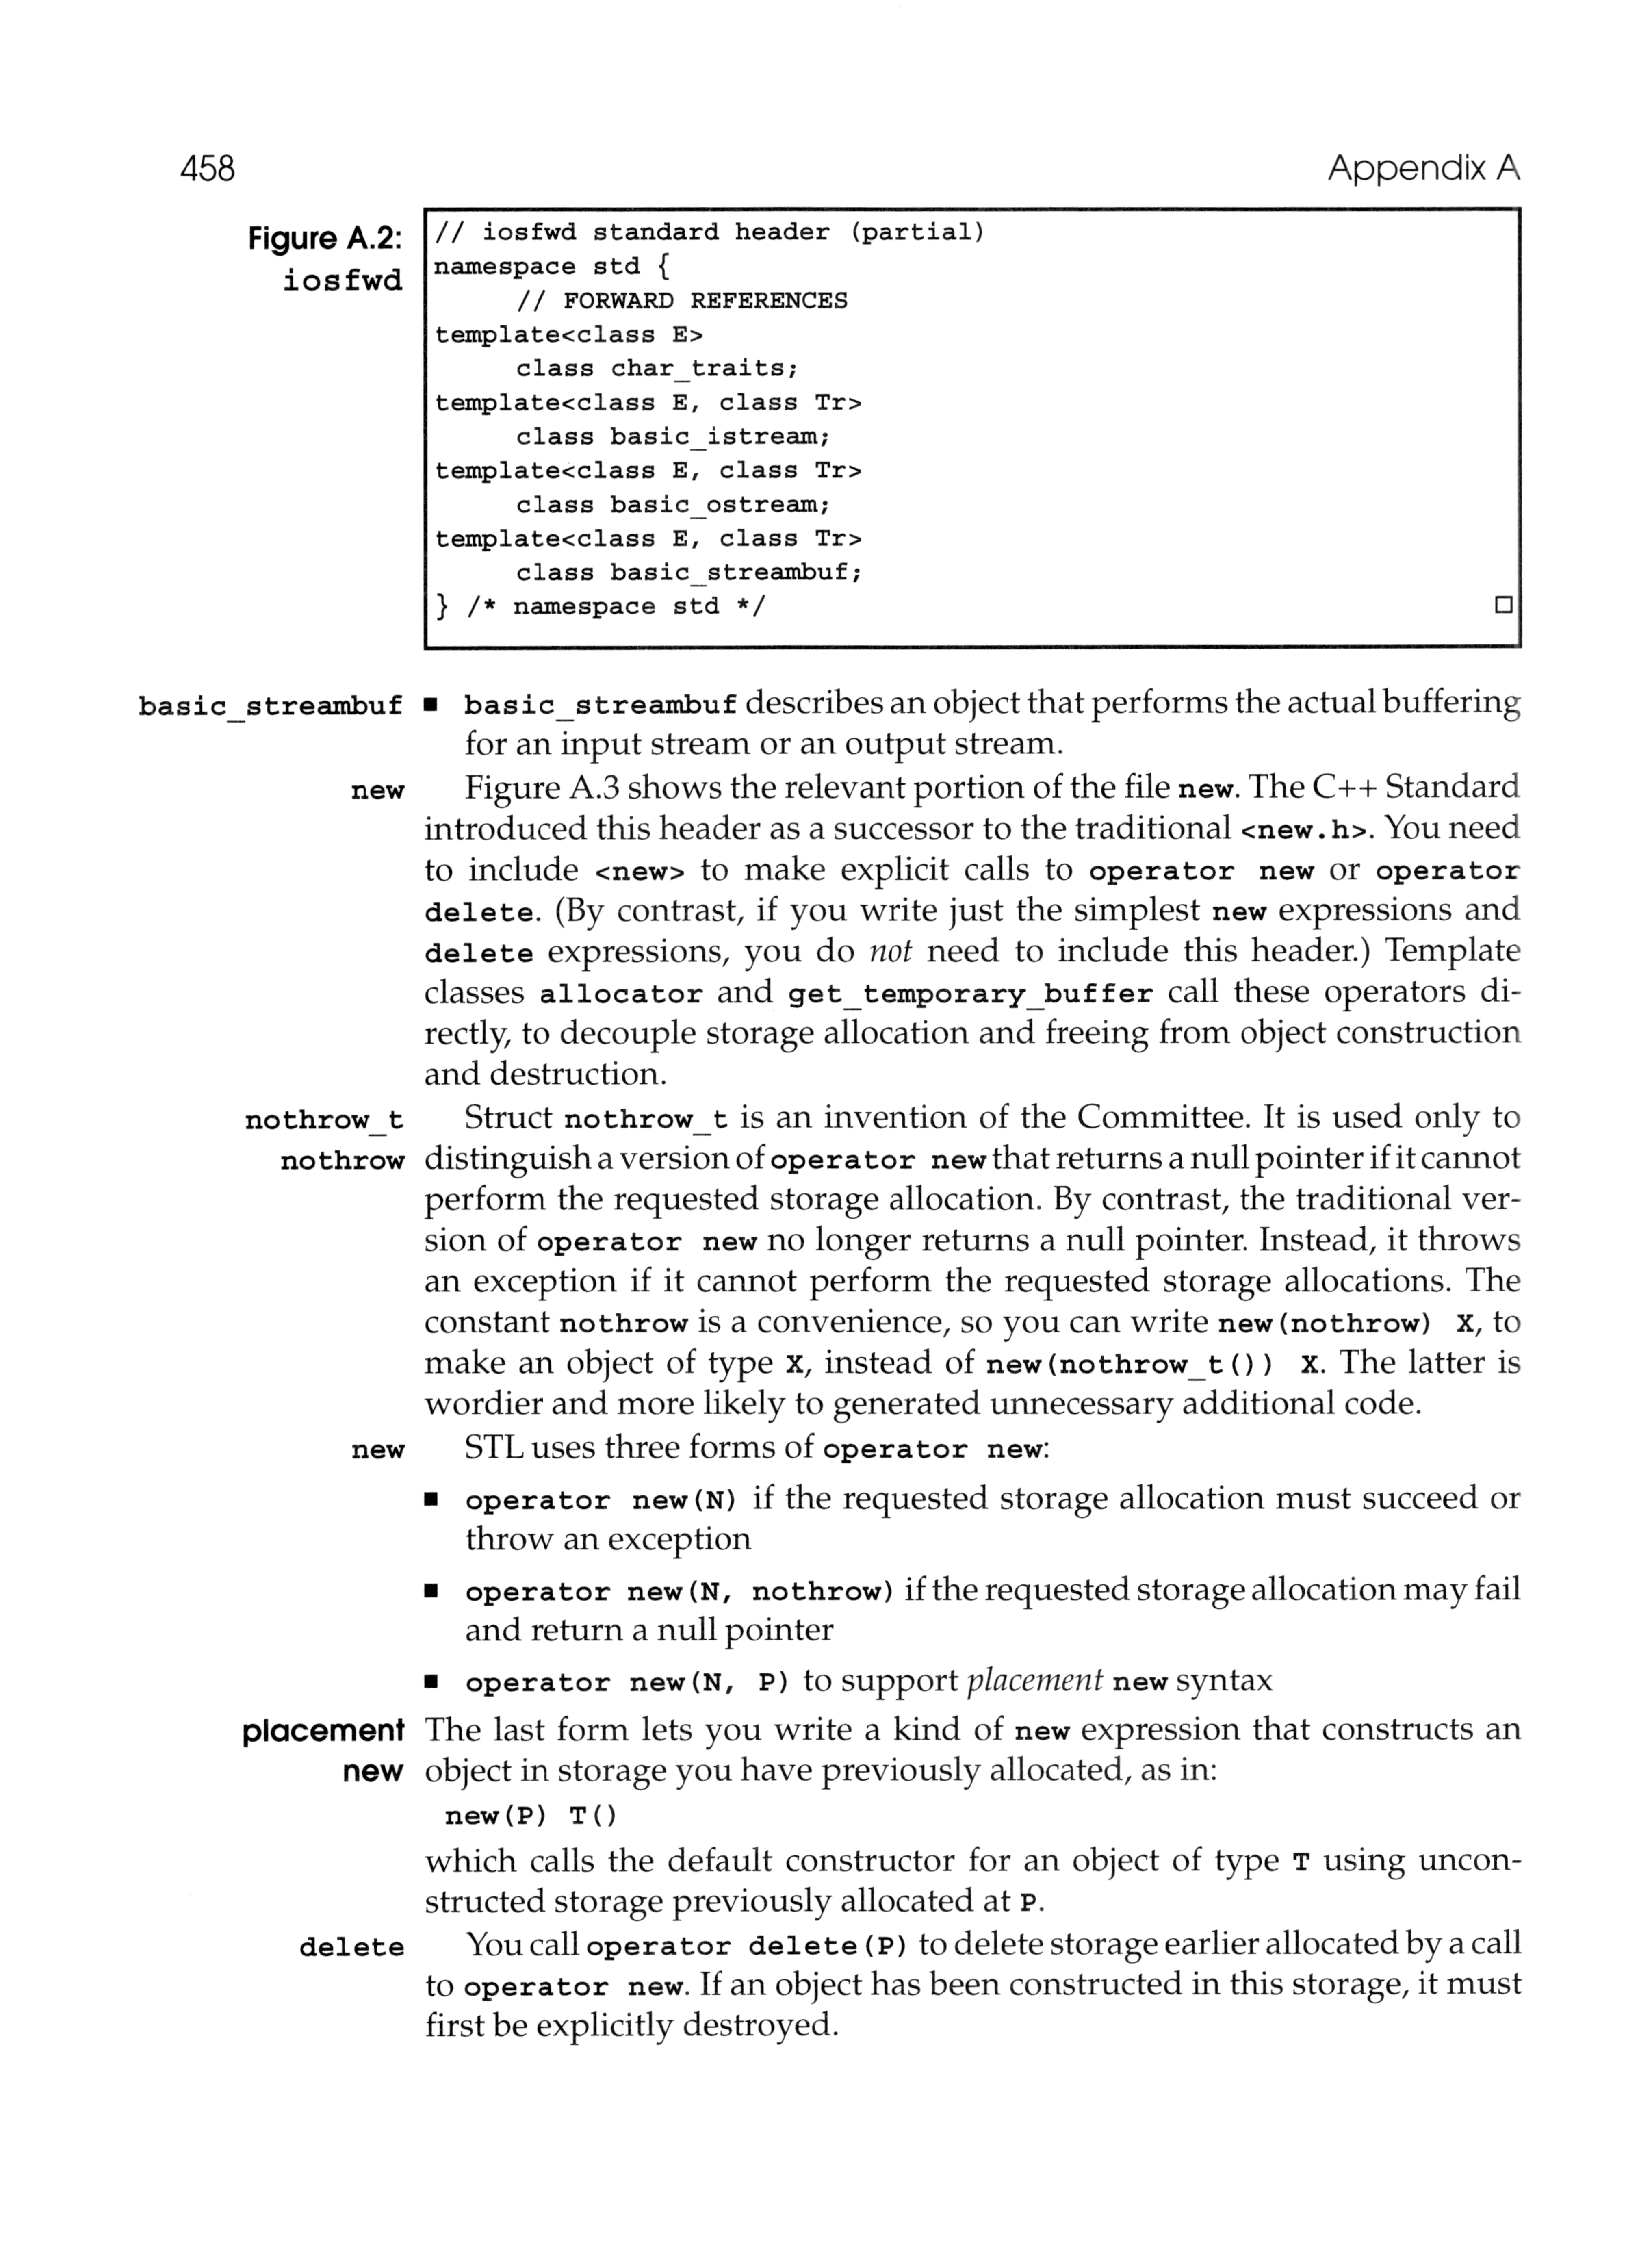 458
Appendix A
Figure A.2:
iosfwd
// iosfwd standard header (partial)
namespace std {
// FORWARD REFERENCES
template<class E>
class char_traits;
template<class E, class Tr>
class basic_istream;
template<class E, class Tr>
class basic_ostream;
template<class E, class Tr>
class basic_streambuf;
} /* namespace std */ □
basic_streambuf ■ basic_streambuf describes an object that performs the actual buffering
for an input stream or an output stream.
new Figure A.3 shows the relevant portion of the file new. The C++ Standard
introduced this header as a successor to the traditional <new.h>. You need
to include <new> to make explicit calls to operator new or operator
delete. (By contrast, if you write just the simplest new expressions and
delete expressions, you do not need to include this header.) Template
classes allocator and get_temporary_buffer call these operators di-
rectly, to decouple storage allocation and freeing from object construction
and destruction.
nothrow_t Struct nothrow_t is an invention of the Committee. It is used only to
nothrow distinguish a version of operator new that returns a null pointer if it cannot
perform the requested storage allocation. By contrast, the traditional ver-
sion of operator new no longer returns a null pointer. Instead, it throws
an exception if it cannot perform the requested storage allocations. The
constant nothrow is a convenience, so you can write new(nothrow) X, to
make an object of type X, instead of new(nothrow_t()) X. The latter is
wordier and more likely to generated unnecessary additional code.
new STL uses three forms of operator new:
■ operator new(N) if the requested storage allocation must succeed or
throw an exception
■ operator new(N, nothrow) if the requested storage allocation may fail
and return a null pointer
■ operator new(N, P) to support placement new syntax
placement The last form lets you write a kind of new expression that constructs an
new object in storage you have previously allocated, as in:
new(P) T()
which calls the default constructor for an object of type T using uncon-
structed storage previously allocated at P.
delete You call operator delete(P) to delete storage earlier allocated by a call
to operator new. If an object has been constructed in this storage, it must
first be explicitly destroyed.